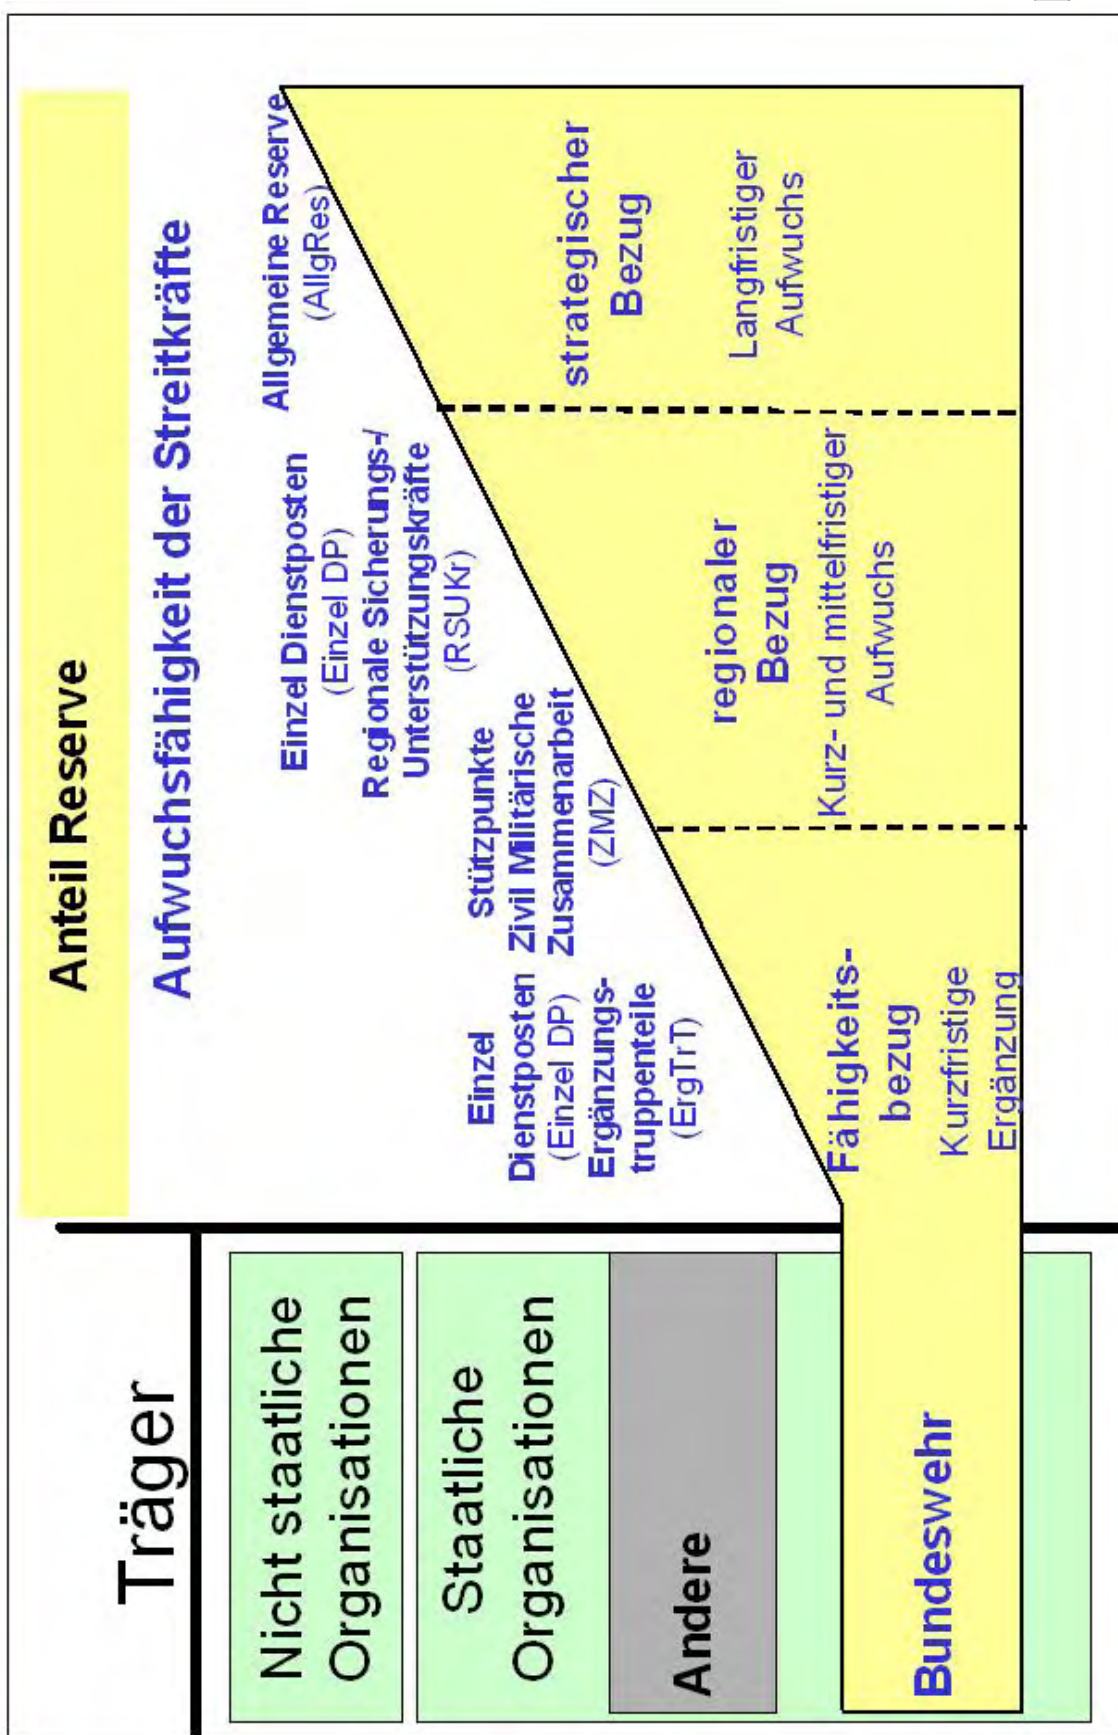 Träger
Anteil Reserve
Aufwuchsfähigkeit der Streitkräfte
Nicht staatliche
Organisationen
Staatliche
Organisationen
Andere
Bundeswehr
Einzel
Dienstposten
(Einzel DP)
Ergänzungs-
truppenteile
(ErgTrT)
Stützpunkte
Zivil Militärische
Zusammenarbeit
(ZMZ)
Einzel Dienstposten
(Einzel DP)
Regionale Sicherungs-/
Unterstützungskräfte
(RSUKr)
Allgemeine Reserve
(AllgRes)
Fähigkeits-
bezug
Kurzfristige
Ergänzung
regionaler
Bezug
Kurz- und mittelfristiger
Aufwuchs
strategischer
Bezug
Langfristiger
Aufwuchs